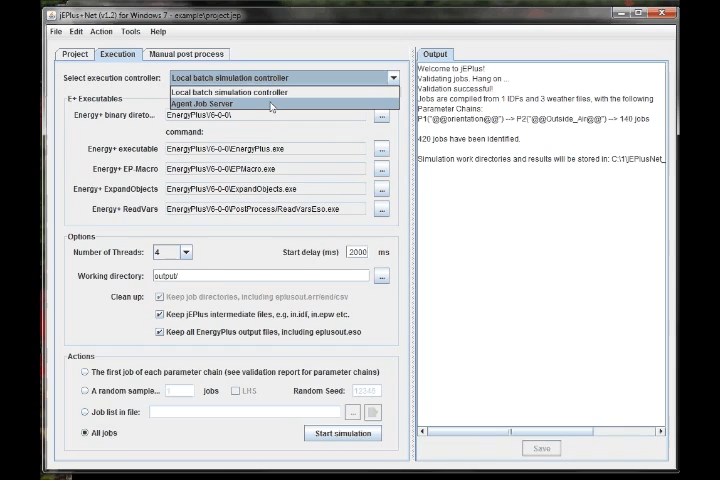 jEPlus+Net (v1.2) for Windows 7 - example\project.jep
File Edit Action Tools Help
Project Execution Manual post process
Select execution controller: Local batch simulation controller
Local batch simulation controller
Agent Job Server
E+ Executables
Energy+ binary direto... EnergyPlusV6-0-0\ ...
command:
Energy+ executable EnergyPlusV6-0-0\EnergyPlus.exe ...
Energy+ EP-Macro EnergyPlusV6-0-0\EPMacro.exe ...
Energy+ ExpandObjects EnergyPlusV6-0-0\ExpandObjects.exe ...
Energy+ ReadVars EnergyPlusV6-0-0\PostProcess/ReadVarsEso.exe ...
Options
Number of Threads: 4 Start delay (ms) 2000 ms
Working directory: output/ ...
Clean up: Keep job directories, including eplusout.err/end/csv
Keep jEPlus intermediate files, e.g. in.idf, in.epw etc.
Keep all EnergyPlus output files, including eplusout.eso
Actions
The first job of each parameter chain (see validation report for parameter chains)
A random sample... 1 jobs LHS Random Seed: 12345
Job list in file: ...
All jobs Start simulation
Output
Welcome to jEPlus!
Validating jobs. Hang on ...
Validation successful!
Jobs are compiled from 1 IDFs and 3 weather files, with the following
Parameter Chains:
P1("@@orientation@@") --> P2("@@Outside_Air@@") --> 140 jobs
420 jobs have been identified.
Simulation work directories and results will be stored in: C:\1\jEPlusNet_
Save